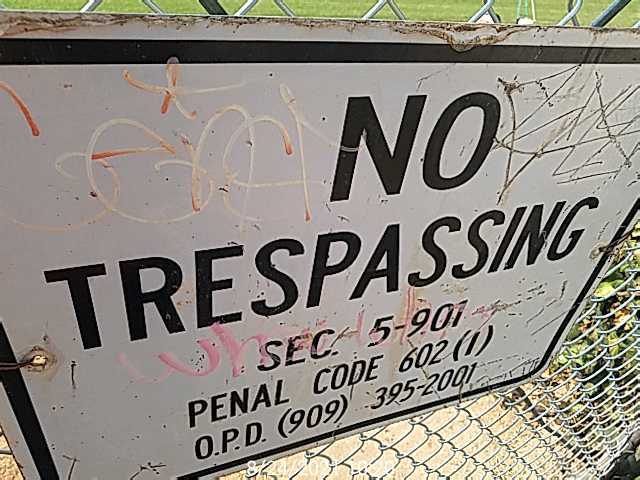 NO
TRESPASSING
SEC. 5-901
PENAL CODE 602 (1)
O.P.D. (909) 395-2001